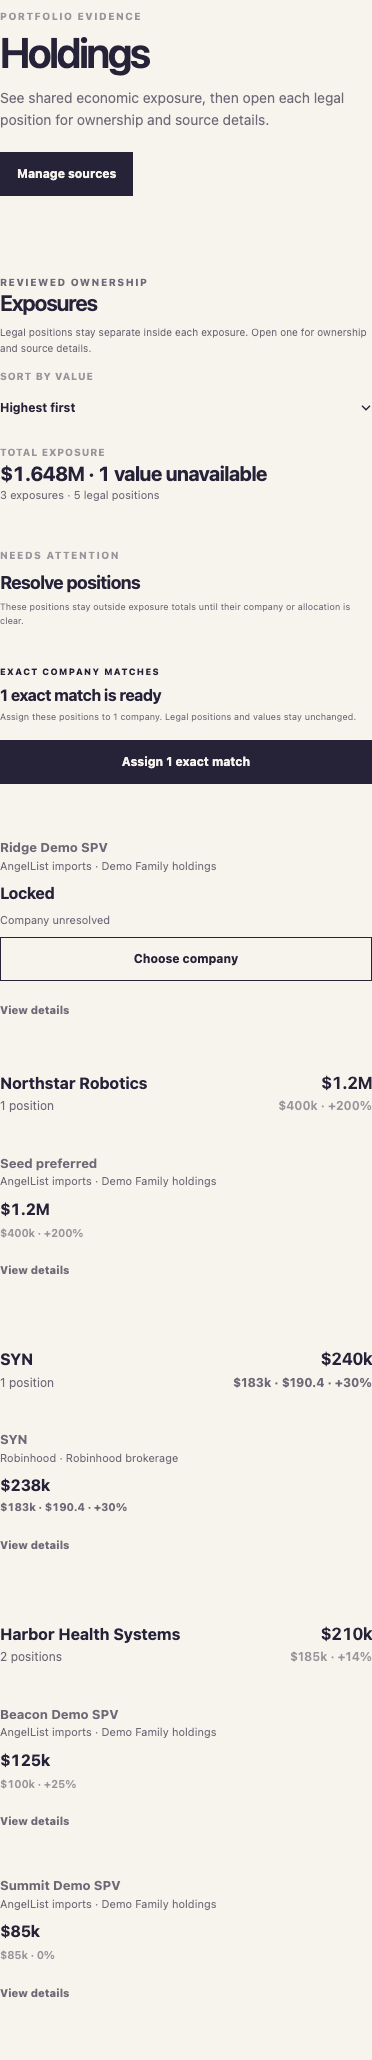 PORTFOLIO EVIDENCE
Holdings
See shared economic exposure, then open each legal
position for ownership and source details.
Manage sources
REVIEWED OWNERSHIP
Exposures
Legal positions stay separate inside each exposure. Open one for ownership
and source details.
SORT BY VALUE
Highest first
TOTAL EXPOSURE
$1.648M · 1 value unavailable
3 exposures · 5 legal positions
NEEDS ATTENTION
Resolve positions
These positions stay outside exposure totals until their company or allocation is
clear.
EXACT COMPANY MATCHES
1 exact match is ready
Assign these positions to 1 company. Legal positions and values stay unchanged.
Assign 1 exact match
Ridge Demo SPV
AngelList imports · Demo Family holdings
Locked
Company unresolved
Choose company
View details
Northstar Robotics $1.2M
1 position $400k · +200%
Seed preferred
AngelList imports · Demo Family holdings
$1.2M
$400k · +200%
View details
SYN $240k
1 position $183k · $190.4 · +30%
SYN
Robinhood · Robinhood brokerage
$238k
$183k · $190.4 · +30%
View details
Harbor Health Systems $210k
2 positions $185k · +14%
Beacon Demo SPV
AngelList imports · Demo Family holdings
$125k
$100k · +25%
View details
Summit Demo SPV
AngelList imports · Demo Family holdings
$85k
$85k · 0%
View details